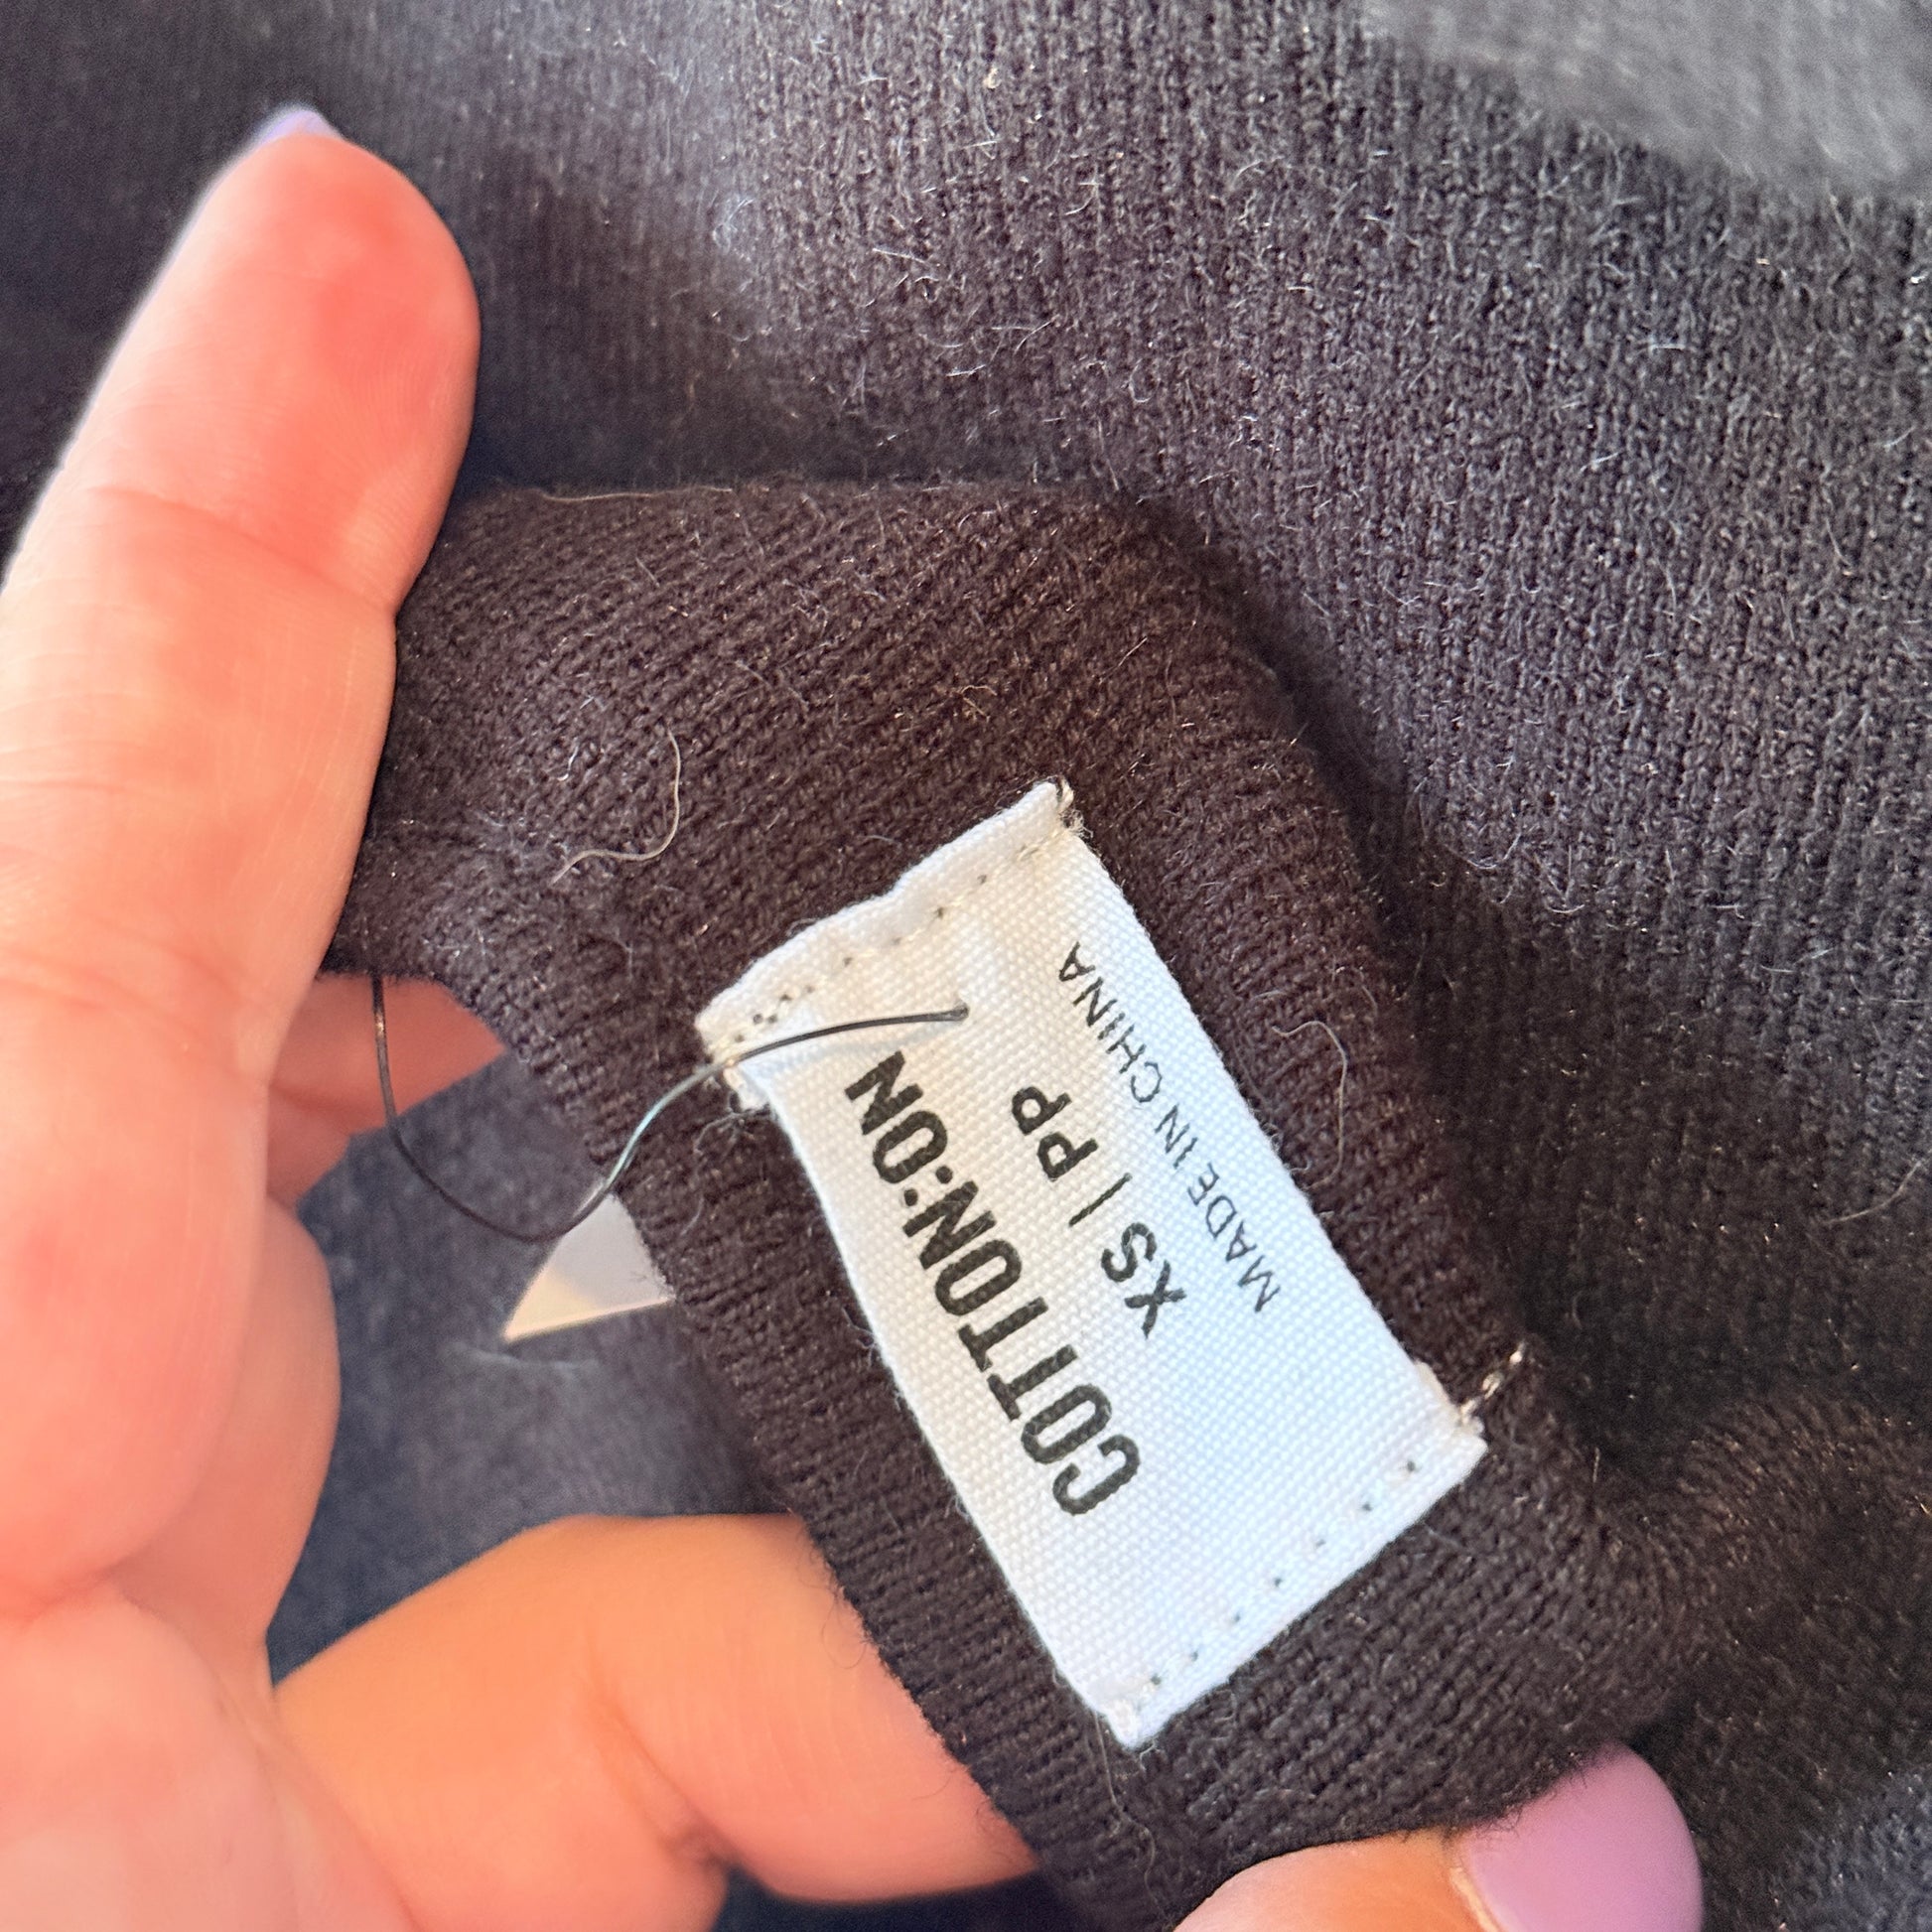 COTTON:ON
XS | PP
MADE IN CHINA